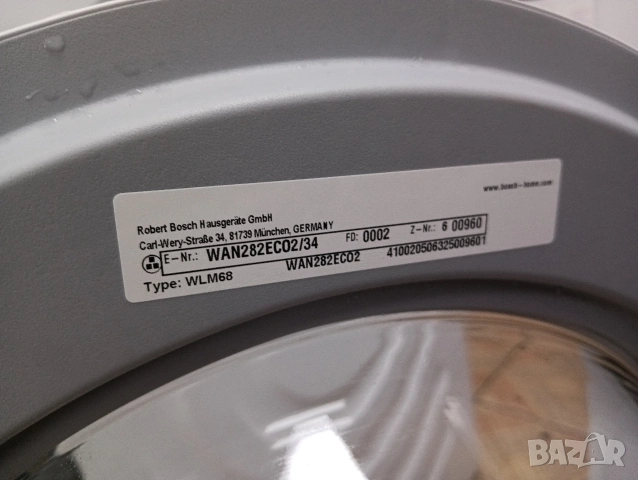 www.bosch-home.com
Robert Bosch Hausgeräte GmbH
Carl-Wery-Straße 34, 81739 München, GERMANY
E-Nr.: WAN282ECO2/34 FD: 0002 Z-Nr.: 6 00960
Type: WLM68 WAN282ECO2 410020506325009601
BAZAR